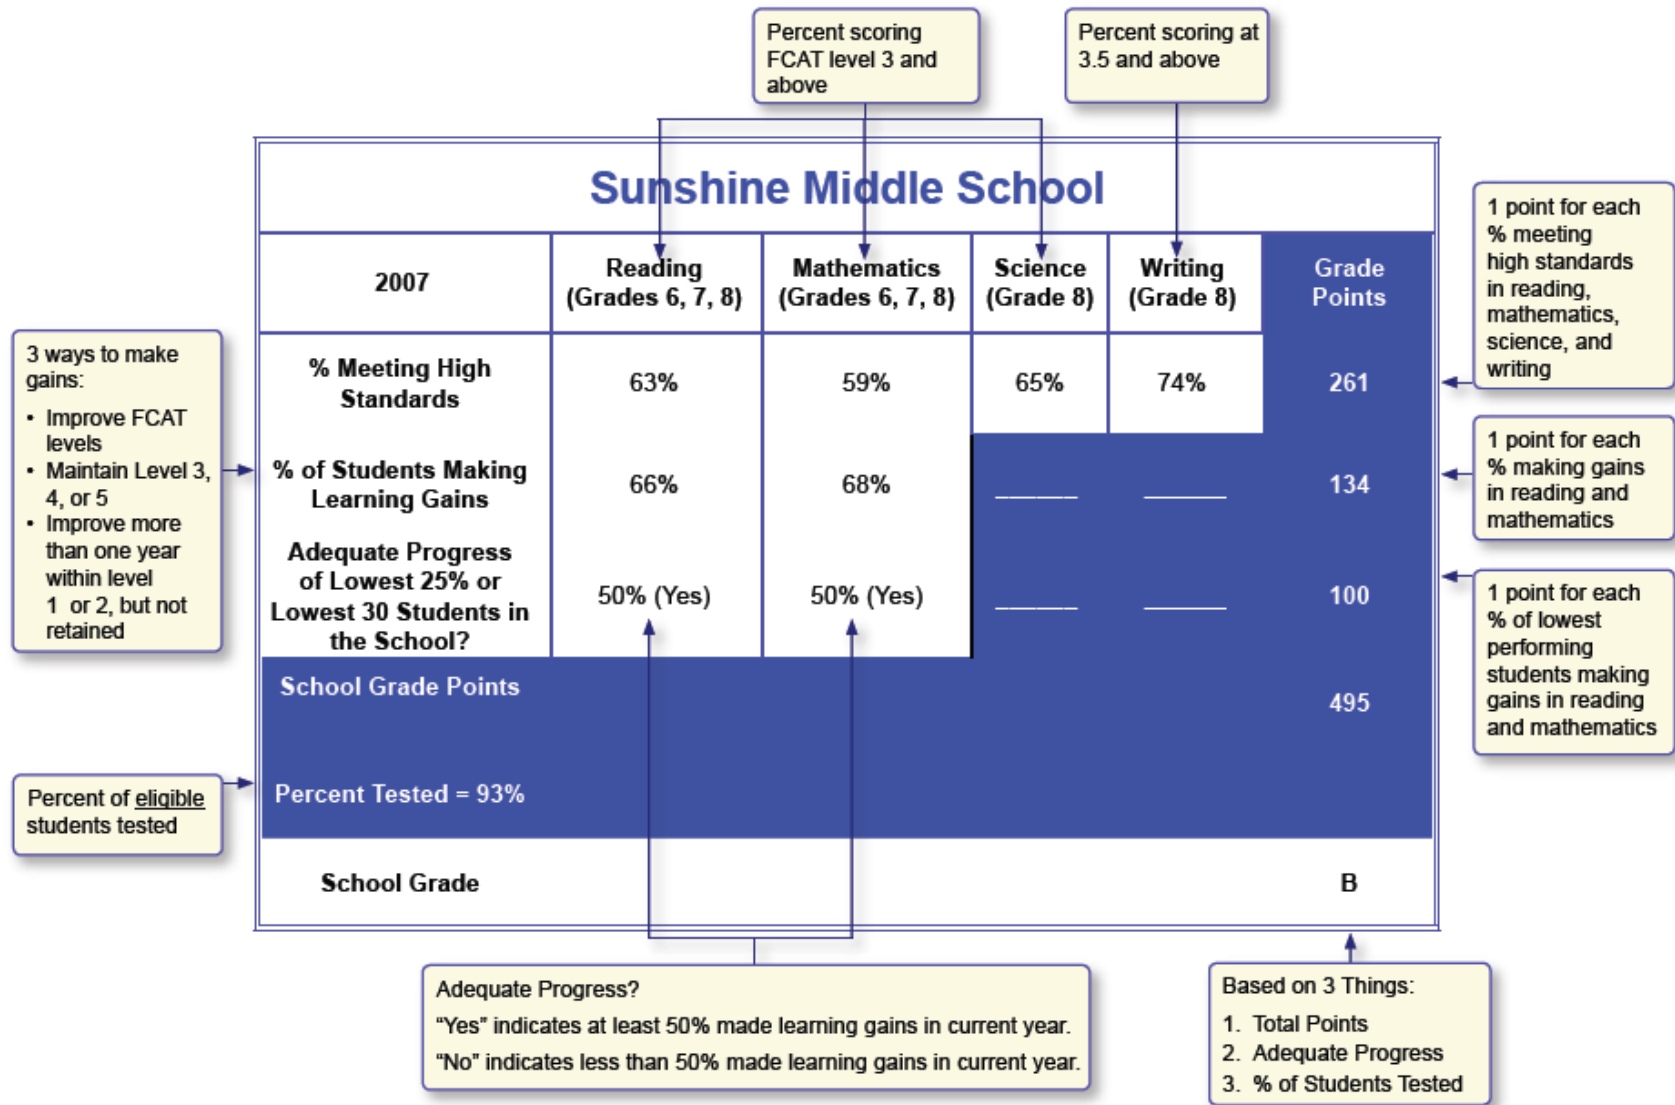 Percent scoring
FCAT level 3 and
above
Percent scoring at
3.5 and above
Sunshine Middle School
2007
Reading
(Grades 6, 7, 8)
Mathematics
(Grades 6, 7, 8)
Science
(Grade 8)
Writing
(Grade 8)
Grade
Points
% Meeting High
Standards
63%
59%
65%
74%
261
% of Students Making
Learning Gains
66%
68%
134
Adequate Progress
of Lowest 25% or
Lowest 30 Students in
the School?
50% (Yes)
50% (Yes)
100
School Grade Points
495
Percent Tested = 93%
School Grade
B
3 ways to make
gains:
• Improve FCAT
levels
• Maintain Level 3,
4, or 5
• Improve more
than one year
within level
1 or 2, but not
retained
Percent of eligible
students tested
1 point for each
% meeting
high standards
in reading,
mathematics,
science, and
writing
1 point for each
% making gains
in reading and
mathematics
1 point for each
% of lowest
performing
students making
gains in reading
and mathematics
Adequate Progress?
“Yes” indicates at least 50% made learning gains in current year.
“No” indicates less than 50% made learning gains in current year.
Based on 3 Things:
1. Total Points
2. Adequate Progress
3. % of Students Tested